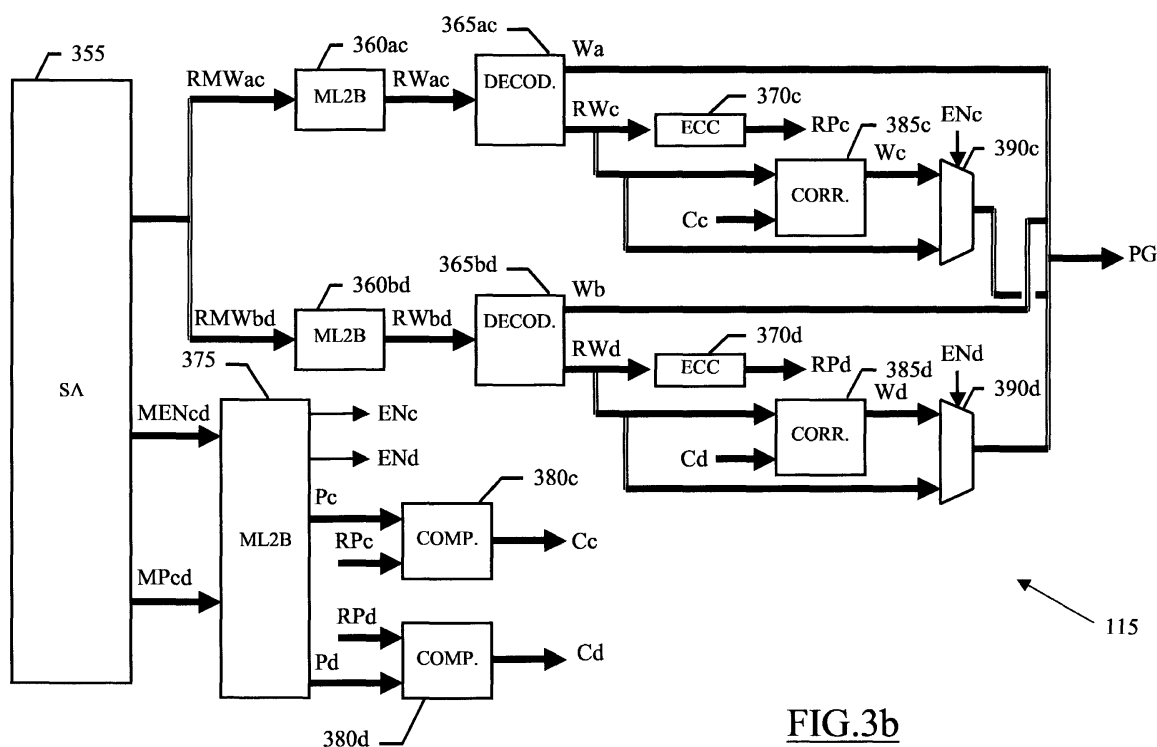 355
SA
RMWac
360ac
ML2B
RWac
365ac
DECOD.
Wa
RWc
370c
ECC
RPc
385c
CORR.
Cc
Wc
ENc
390c
PG
RMWbd
360bd
ML2B
RWbd
365bd
DECOD.
Wb
RWd
370d
ECC
RPd
385d
CORR.
Cd
Wd
ENd
390d
375
MENcd
MPcd
ML2B
ENc
ENd
Pc
RPc
380c
COMP.
Cc
RPd
Pd
COMP.
380d
Cd
115
FIG.3b